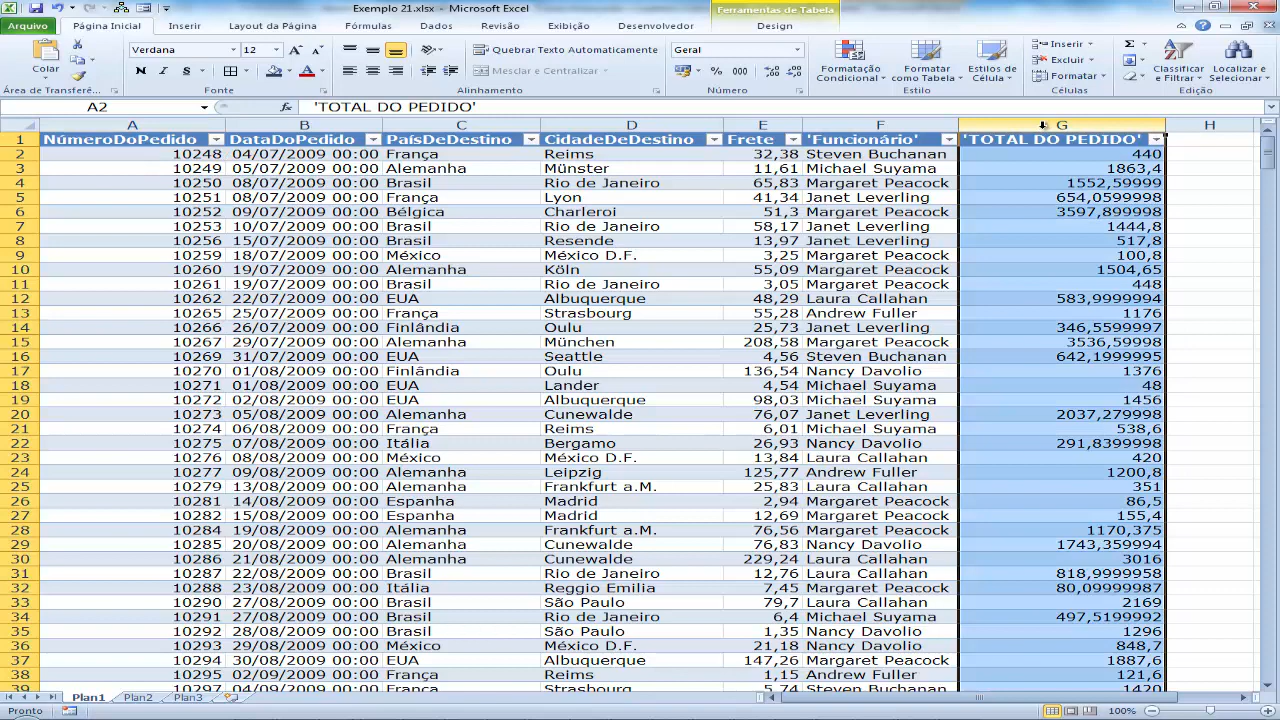 Exemplo 21.xlsx - Microsoft Excel
Ferramentas de Tabela
Arquivo Página Inicial Inserir Layout da Página Fórmulas Dados Revisão Exibição Desenvolvedor Design
Colar
Área de Transferê...
Verdana 12
N I S
Fonte
Quebrar Texto Automaticamente
Mesclar e Centralizar
Alinhamento
Geral
% 000
Número
Formatação Condicional
Formatar como Tabela
Estilos de Célula
Estilo
Inserir
Excluir
Formatar
Células
Classificar e Filtrar
Localizar e Selecionar
Edição
A2 fx 'TOTAL DO PEDIDO'
A B C D E F G H
1 NúmeroDoPedido DataDoPedido PaísDeDestino CidadeDeDestino Frete 'Funcionário' 'TOTAL DO PEDIDO'
2 10248 04/07/2009 00:00 França Reims 32,38 Steven Buchanan 440
3 10249 05/07/2009 00:00 Alemanha Münster 11,61 Michael Suyama 1863,4
4 10250 08/07/2009 00:00 Brasil Rio de Janeiro 65,83 Margaret Peacock 1552,59999
5 10251 08/07/2009 00:00 França Lyon 41,34 Janet Leverling 654,0599998
6 10252 09/07/2009 00:00 Bélgica Charleroi 51,3 Margaret Peacock 3597,899998
7 10253 10/07/2009 00:00 Brasil Rio de Janeiro 58,17 Janet Leverling 1444,8
8 10256 15/07/2009 00:00 Brasil Resende 13,97 Janet Leverling 517,8
9 10259 18/07/2009 00:00 México México D.F. 3,25 Margaret Peacock 100,8
10 10260 19/07/2009 00:00 Alemanha Köln 55,09 Margaret Peacock 1504,65
11 10261 19/07/2009 00:00 Brasil Rio de Janeiro 3,05 Margaret Peacock 448
12 10262 22/07/2009 00:00 EUA Albuquerque 48,29 Laura Callahan 583,9999994
13 10265 25/07/2009 00:00 França Strasbourg 55,28 Andrew Fuller 1176
14 10266 26/07/2009 00:00 Finlândia Oulu 25,73 Janet Leverling 346,5599997
15 10267 29/07/2009 00:00 Alemanha München 208,58 Margaret Peacock 3536,59998
16 10269 31/07/2009 00:00 EUA Seattle 4,56 Steven Buchanan 642,1999995
17 10270 01/08/2009 00:00 Finlândia Oulu 136,54 Nancy Davolio 1376
18 10271 01/08/2009 00:00 EUA Lander 4,54 Michael Suyama 48
19 10272 02/08/2009 00:00 EUA Albuquerque 98,03 Michael Suyama 1456
20 10273 05/08/2009 00:00 Alemanha Cunewalde 76,07 Janet Leverling 2037,279998
21 10274 06/08/2009 00:00 França Reims 6,01 Michael Suyama 538,6
22 10275 07/08/2009 00:00 Itália Bergamo 26,93 Nancy Davolio 291,8399998
23 10276 08/08/2009 00:00 México México D.F. 13,84 Laura Callahan 420
24 10277 09/08/2009 00:00 Alemanha Leipzig 125,77 Andrew Fuller 1200,8
25 10279 13/08/2009 00:00 Alemanha Frankfurt a.M. 25,83 Laura Callahan 351
26 10281 14/08/2009 00:00 Espanha Madrid 2,94 Margaret Peacock 86,5
27 10282 15/08/2009 00:00 Espanha Madrid 12,69 Margaret Peacock 155,4
28 10284 19/08/2009 00:00 Alemanha Frankfurt a.M. 76,56 Margaret Peacock 1170,375
29 10285 20/08/2009 00:00 Alemanha Cunewalde 76,83 Nancy Davolio 1743,359994
30 10286 21/08/2009 00:00 Alemanha Cunewalde 229,24 Laura Callahan 3016
31 10287 22/08/2009 00:00 Brasil Rio de Janeiro 12,76 Laura Callahan 818,9999958
32 10288 23/08/2009 00:00 Itália Reggio Emilia 7,45 Margaret Peacock 80,09999987
33 10290 27/08/2009 00:00 Brasil São Paulo 79,7 Laura Callahan 2169
34 10291 27/08/2009 00:00 Brasil Rio de Janeiro 6,4 Michael Suyama 497,5199992
35 10292 28/08/2009 00:00 Brasil São Paulo 1,35 Nancy Davolio 1296
36 10293 29/08/2009 00:00 México México D.F. 21,18 Nancy Davolio 848,7
37 10294 30/08/2009 00:00 EUA Albuquerque 147,26 Margaret Peacock 1887,6
38 10295 02/09/2009 00:00 França Reims 1,15 Andrew Fuller 121,6
39 10297 04/09/2009 00:00 França Strasbourg 5,74 Steven Buchanan 1420
Plan1 Plan2 Plan3
Pronto 100%